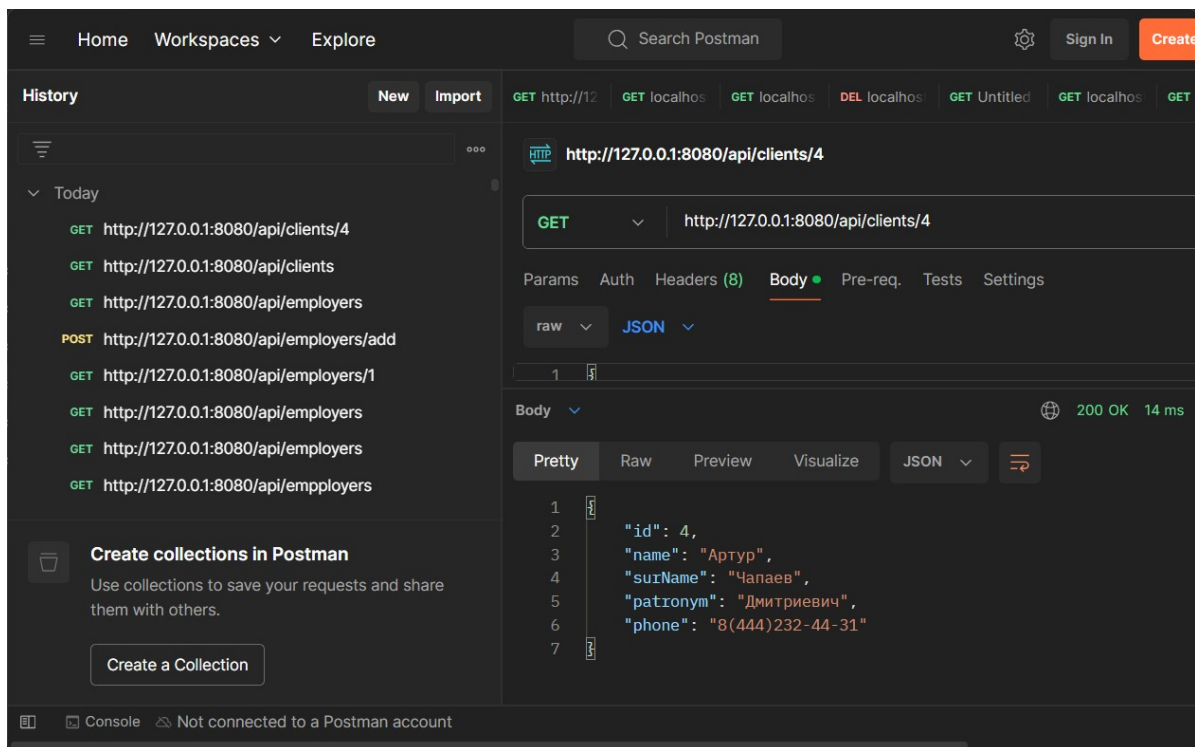 Home Workspaces Explore Search Postman Sign In Create
History New Import
GET http://12 GET localhos GET localhos DEL localhos GET Untitled GET localhos GET
HTTP http://127.0.0.1:8080/api/clients/4
Today
GET http://127.0.0.1:8080/api/clients/4
GET http://127.0.0.1:8080/api/clients
GET http://127.0.0.1:8080/api/employers
POST http://127.0.0.1:8080/api/employers/add
GET http://127.0.0.1:8080/api/employers/1
GET http://127.0.0.1:8080/api/employers
GET http://127.0.0.1:8080/api/employers
GET http://127.0.0.1:8080/api/empployers
Create collections in Postman
Use collections to save your requests and share
them with others.
Create a Collection
GET http://127.0.0.1:8080/api/clients/4
Params Auth Headers (8) Body Pre-req. Tests Settings
raw JSON
1 {
Body 200 OK 14 ms
Pretty Raw Preview Visualize JSON
1 {
2 "id": 4,
3 "name": "Артур",
4 "surName": "Чапаев",
5 "patronym": "Дмитриевич",
6 "phone": "8(444)232-44-31"
7 }
Console Not connected to a Postman account